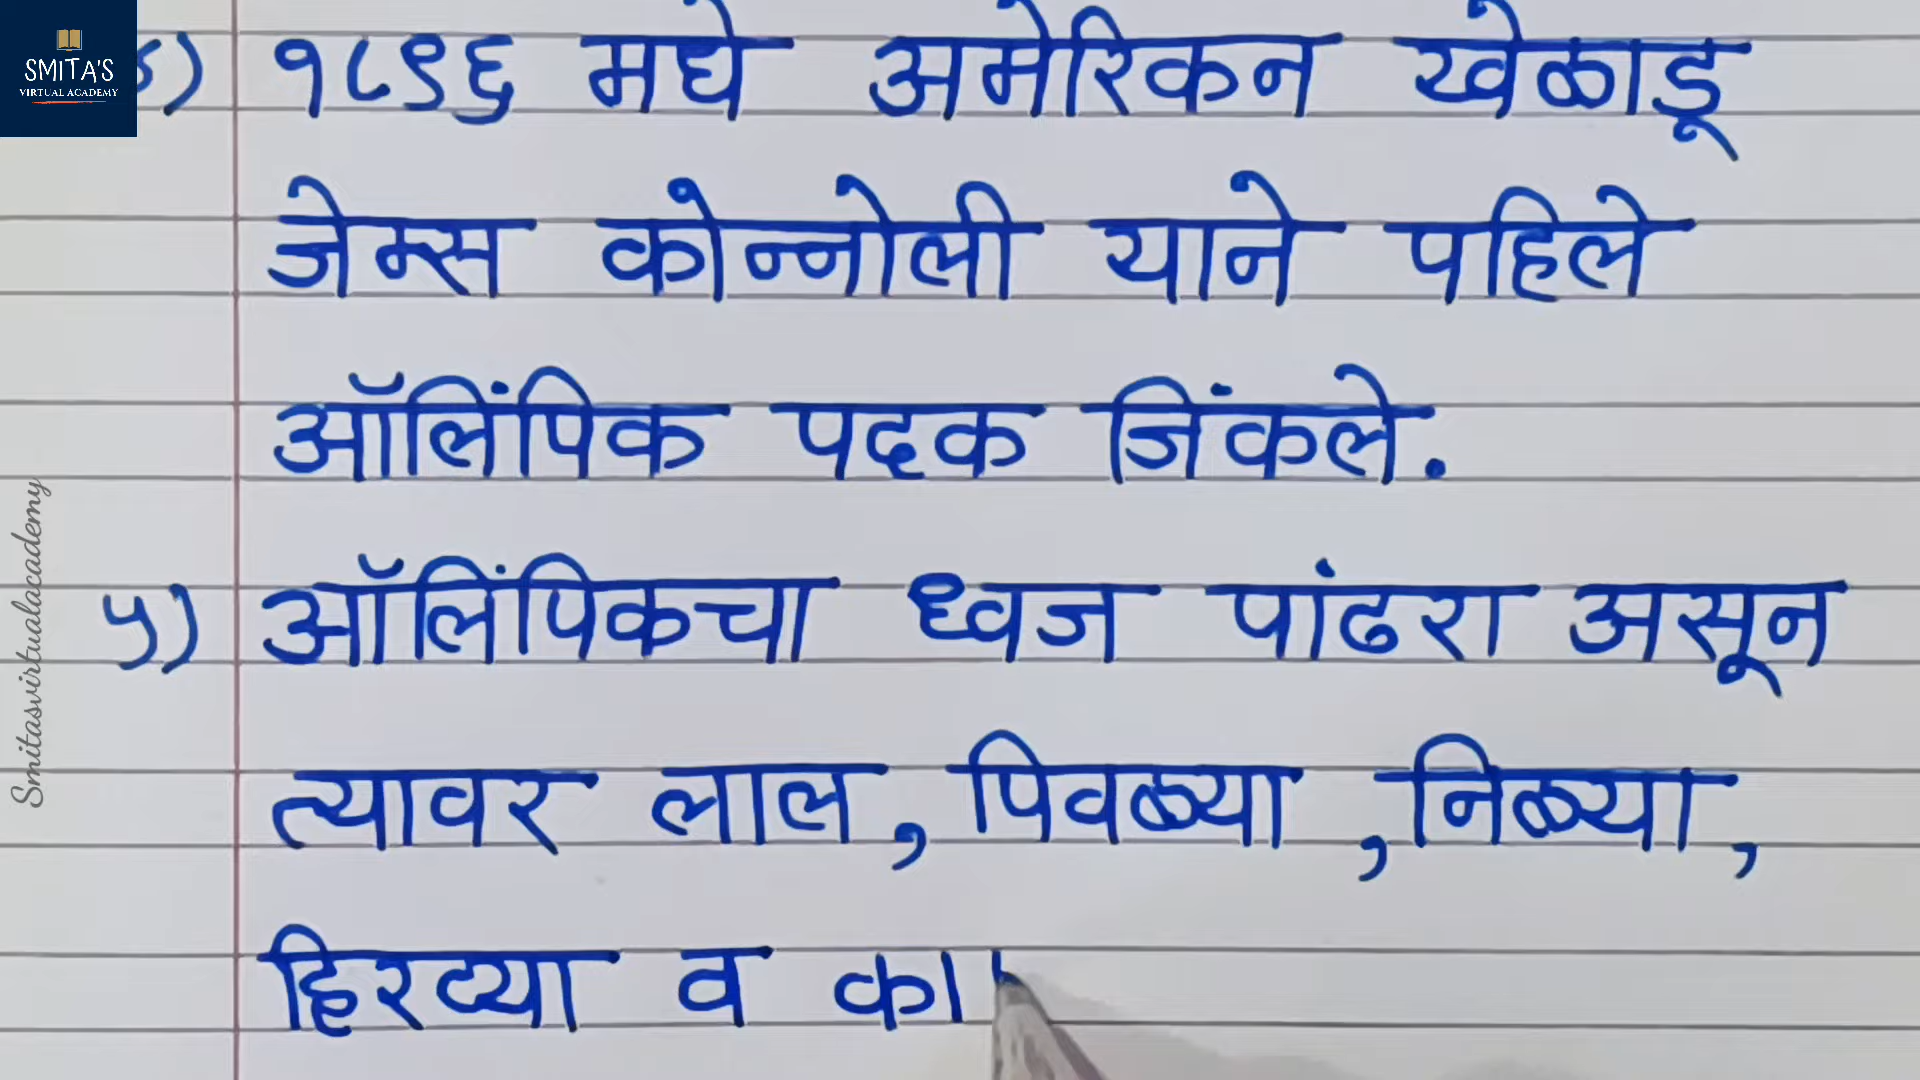 SMITA'S
VIRTUAL ACADEMY
४) १८९६ मधे अमेरिकन खेळाडू
जेम्स कोन्नोली याने पहिले
ऑलिंपिक पदक जिंकले.
५) ऑलिंपिकचा ध्वज पांढरा असून
त्यावर लाल, पिवळ्या, निळ्या,
हिरव्या व का
Smitasvirtualacademy